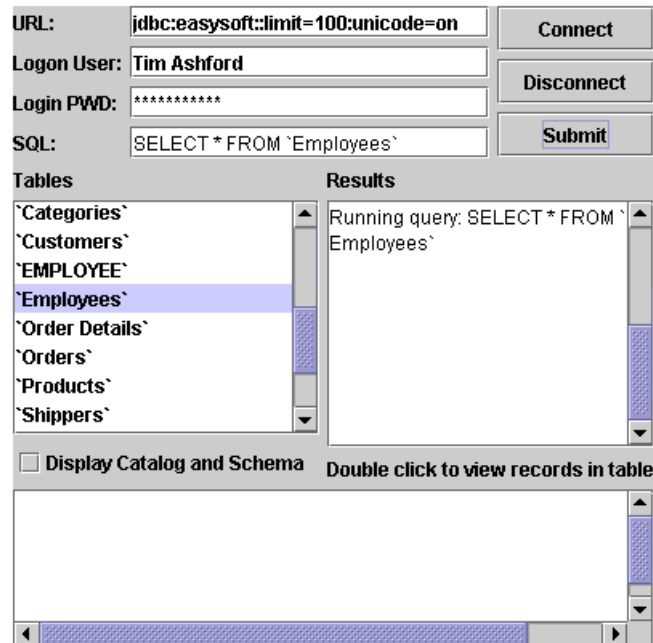 URL: jdbc:easysoft::limit=100:unicode=on
Connect
Logon User: Tim Ashford
Disconnect
Login PWD: ***********
SQL: SELECT * FROM `Employees`
Submit
Tables
`Categories`
`Customers`
`EMPLOYEE`
`Employees`
`Order Details`
`Orders`
`Products`
`Shippers`
Results
Running query: SELECT * FROM `
Employees`
Display Catalog and Schema
Double click to view records in table